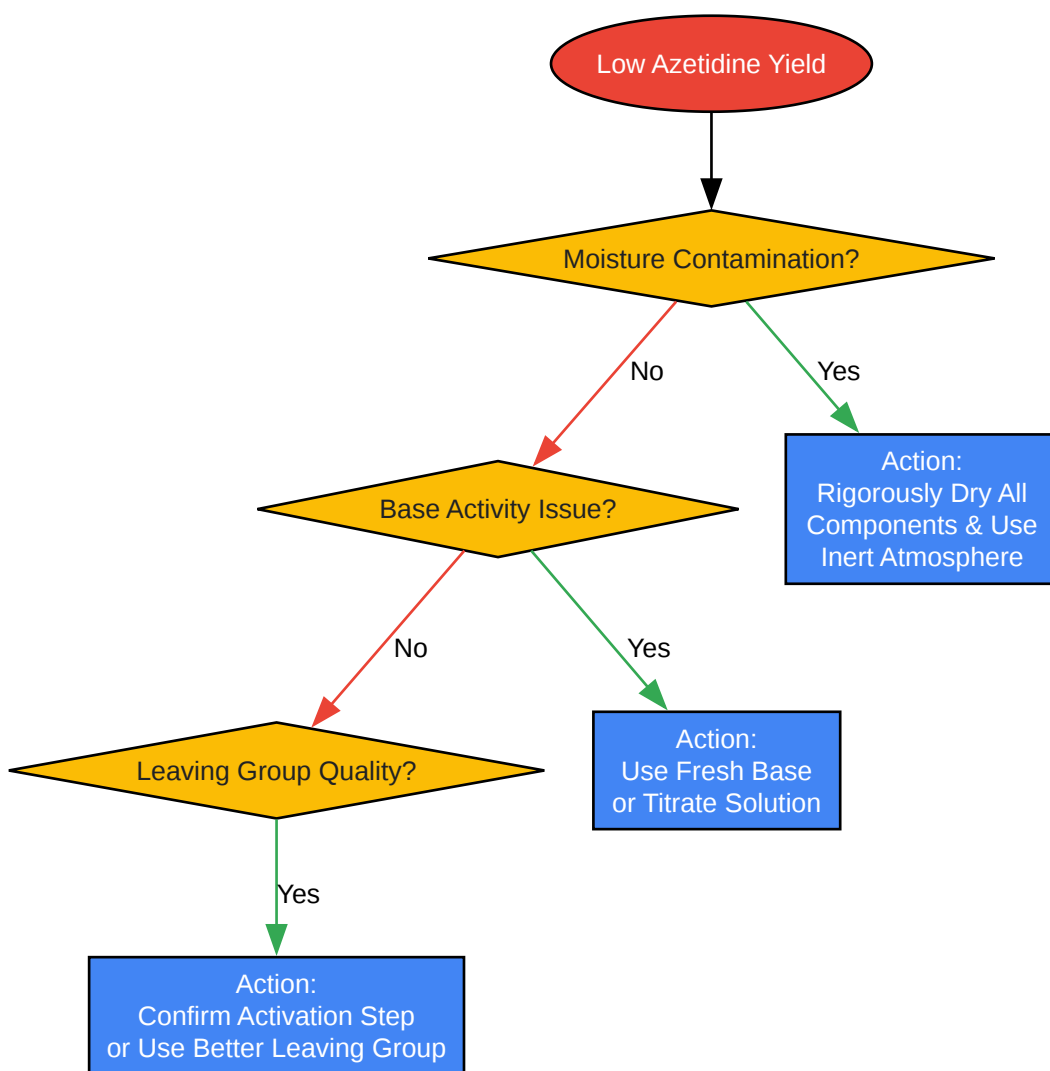 Low Azetidine Yield
Moisture Contamination?
No
Yes
Action:
Rigorously Dry All
Components & Use
Inert Atmosphere
Base Activity Issue?
No
Yes
Action:
Use Fresh Base
or Titrate Solution
Leaving Group Quality?
Yes
Action:
Confirm Activation Step
or Use Better Leaving Group